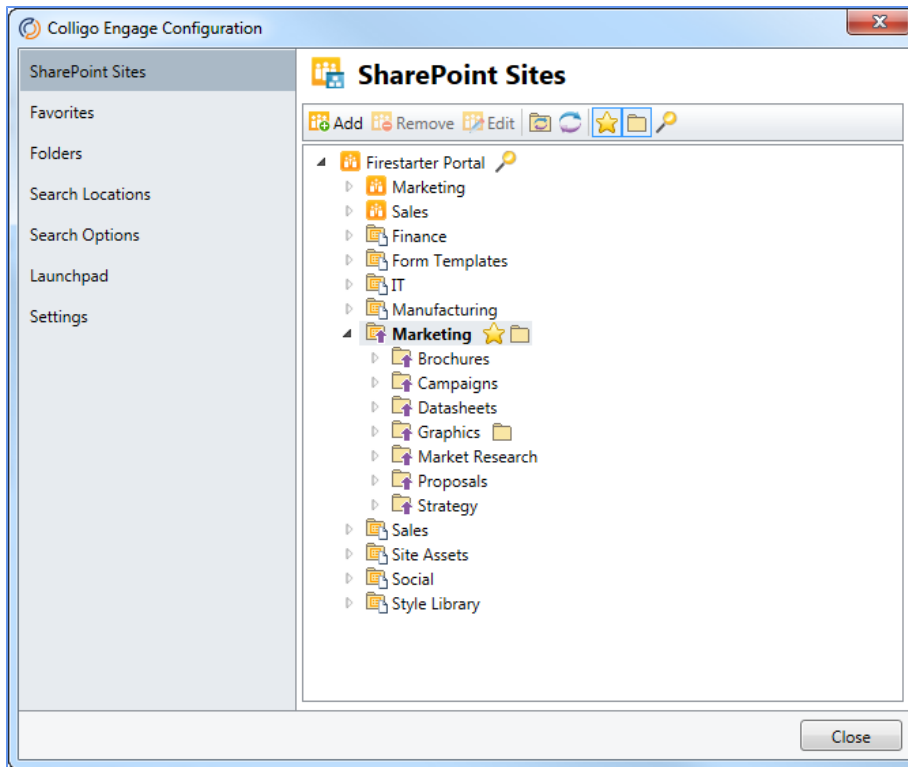 Colligo Engage Configuration
SharePoint Sites
Favorites
Folders
Search Locations
Search Options
Launchpad
Settings
SharePoint Sites
Add Remove Edit
Firestarter Portal
Marketing
Sales
Finance
Form Templates
IT
Manufacturing
Marketing
Brochures
Campaigns
Datasheets
Graphics
Market Research
Proposals
Strategy
Sales
Site Assets
Social
Style Library
Close